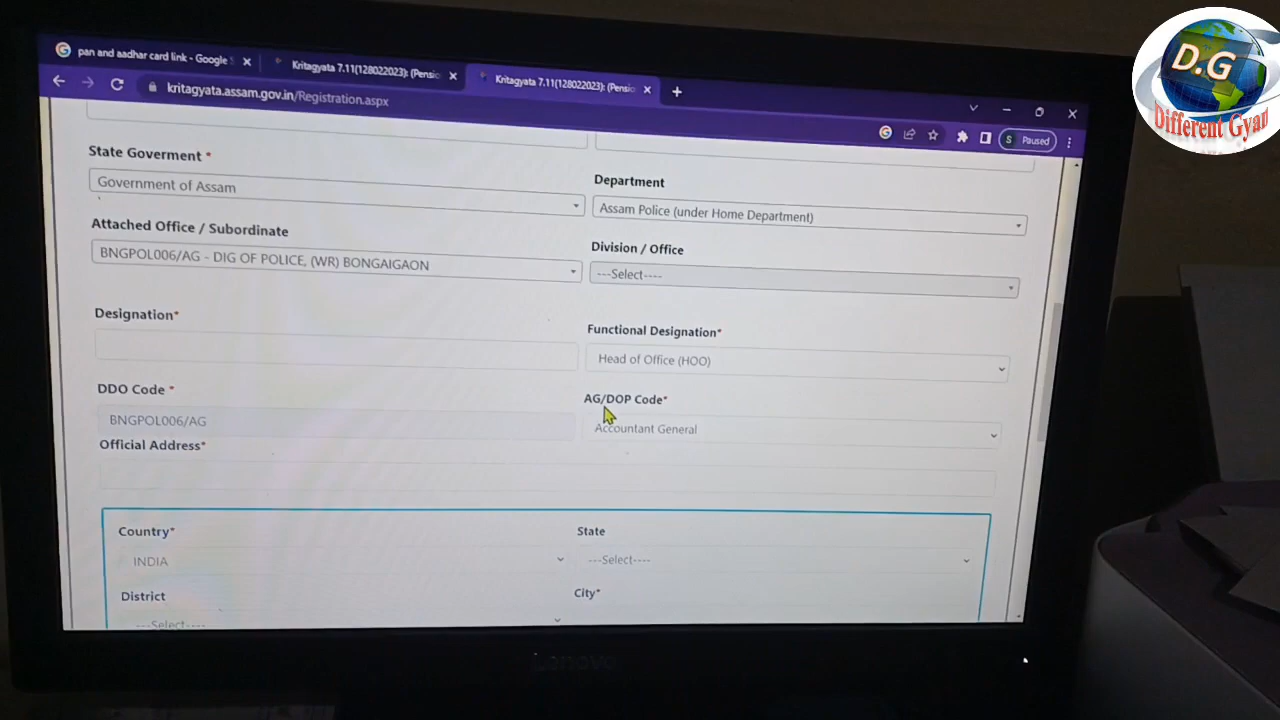 D.G
Different Gyan
pan and aadhar card link - Google S
Kritagyata 7.11(128022023): (Pensio
Kritagyata 7.11(128022023): (Pensio
kritagyata.assam.gov.in/Registration.aspx
S Paused
State Goverment *
Government of Assam
Department
Assam Police (under Home Department)
Attached Office / Subordinate
BNGPOL006/AG - DIG OF POLICE, (WR) BONGAIGAON
Division / Office
---Select----
Designation*
Functional Designation*
Head of Office (HOO)
DDO Code *
BNGPOL006/AG
AG/DOP Code*
Accountant General
Official Address*
Country*
INDIA
State
---Select----
District
---Select----
City*
Lenovo